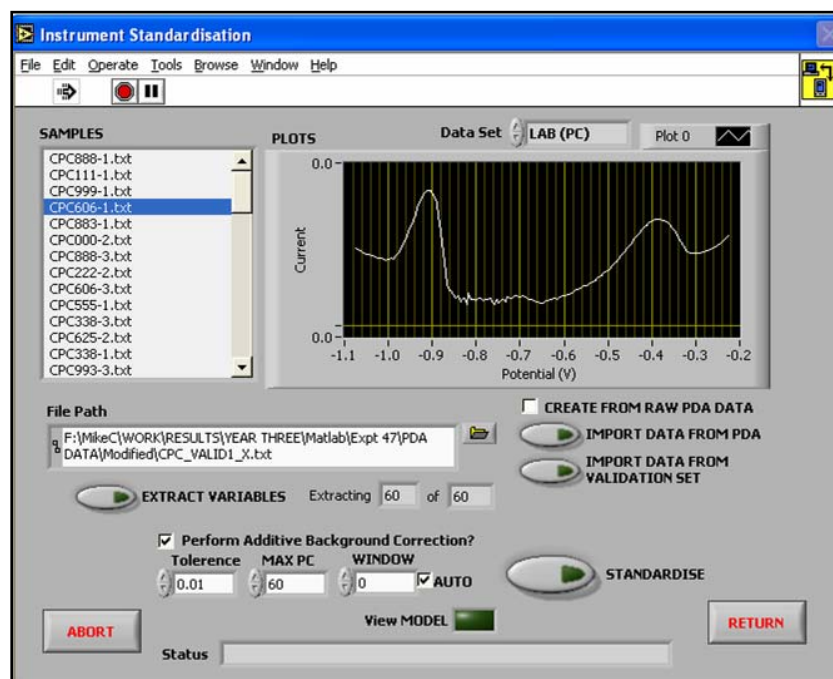 Instrument Standardisation
File Edit Operate Tools Browse Window Help
SAMPLES
CPC888-1.txt
CPC111-1.txt
CPC999-1.txt
CPC606-1.txt
CPC883-1.txt
CPC000-2.txt
CPC888-3.txt
CPC222-2.txt
CPC606-3.txt
CPC555-1.txt
CPC338-3.txt
CPC625-2.txt
CPC338-1.txt
CPC993-3.txt
PLOTS
Data Set LAB (PC) Plot 0
0.0
Current
0.0
-1.1 -1.0 -0.9 -0.8 -0.7 -0.6 -0.5 -0.4 -0.3 -0.2
Potential (V)
File Path
F:\MikeC\WORK\RESULTS\YEAR THREE\Matlab\Expt 47\PDA
DATA\Modified\CPC_VALID1_X.txt
CREATE FROM RAW PDA DATA
IMPORT DATA FROM PDA
IMPORT DATA FROM
VALIDATION SET
EXTRACT VARIABLES Extracting 60 of 60
Perform Additive Background Correction?
Tolerence MAX PC WINDOW
0.01 60 0 AUTO
STANDARDISE
View MODEL
ABORT
RETURN
Status